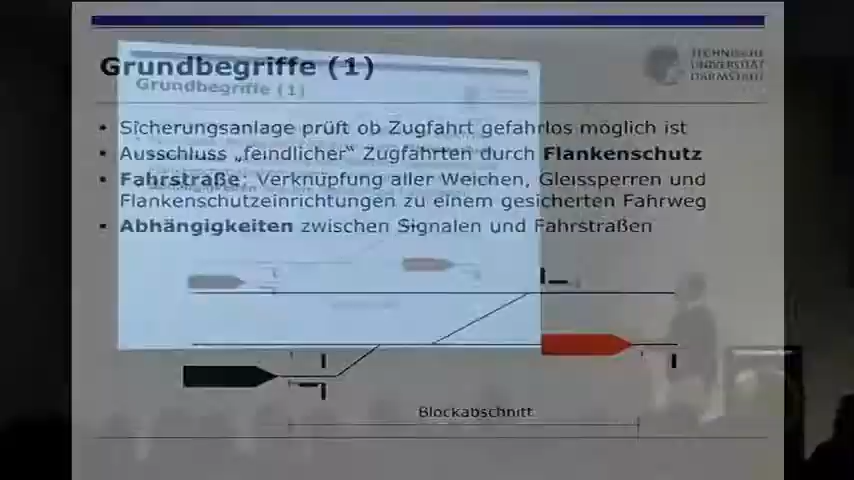 Grundbegriffe (1)
TECHNISCHE
UNIVERSITÄT
DARMSTADT
Grundbegriffe (1)
• Sicherungsanlage prüft ob Zugfahrt gefahrlos möglich ist
• Ausschluss „feindlicher“ Zugfahrten durch Flankenschutz
• Fahrstraße: Verknüpfung aller Weichen, Gleissperren und
Flankenschutzeinrichtungen zu einem gesicherten Fahrweg
• Abhängigkeiten zwischen Signalen und Fahrstraßen
Blockabschnitt